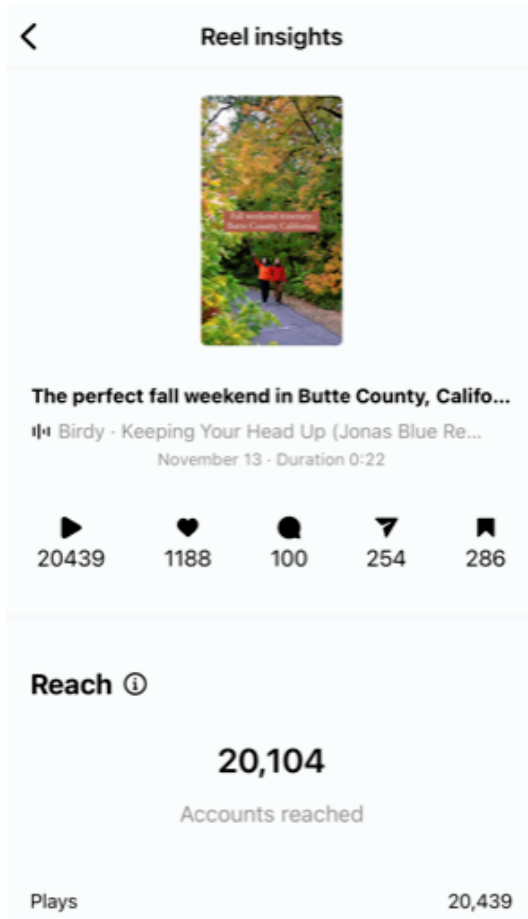 Reel insights
Fall weekend itinerary:
Butte County, California
The perfect fall weekend in Butte County, Califo...
Birdy · Keeping Your Head Up (Jonas Blue Re...
November 13 · Duration 0:22
20439 1188 100 254 286
Reach
20,104
Accounts reached
Plays 20,439